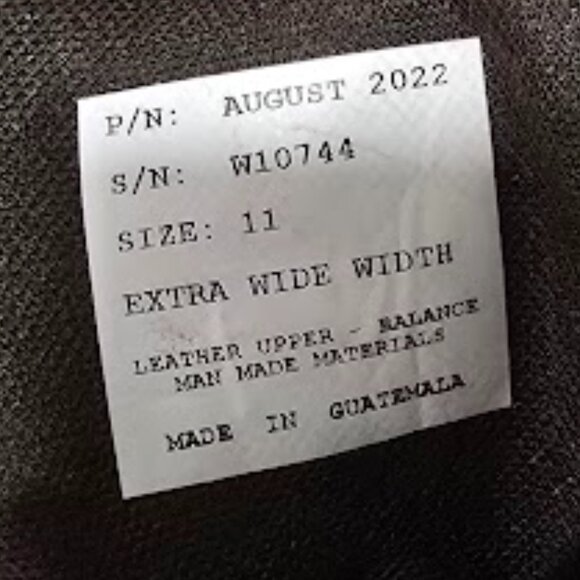 P/N: AUGUST 2022
S/N: W10744
SIZE: 11
EXTRA WIDE WIDTH
LEATHER UPPER - BALANCE
MAN MADE MATERIALS
MADE IN GUATEMALA